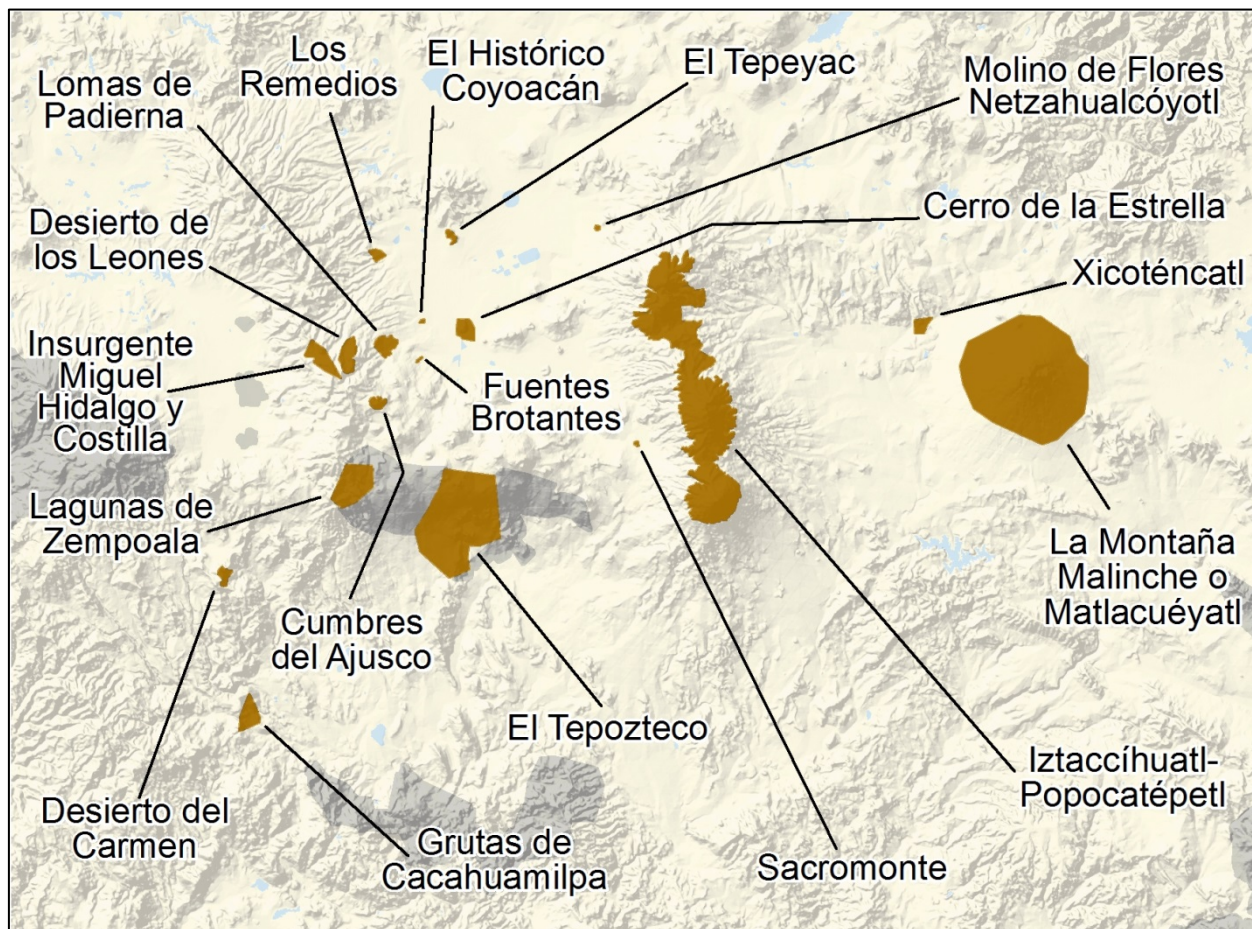 Los
Remedios
El Histórico
Coyoacán
El Tepeyac
Molino de Flores
Netzahualcóyotl
Lomas de
Padierna
Cerro de la Estrella
Desierto de
los Leones
Xicoténcatl
Insurgente
Miguel
Hidalgo y
Costilla
Fuentes
Brotantes
Lagunas de
Zempoala
La Montaña
Malinche o
Matlacuéyatl
Cumbres
del Ajusco
El Tepozteco
Iztaccíhuatl-
Popocatépetl
Desierto del
Carmen
Grutas de
Cacahuamilpa
Sacromonte